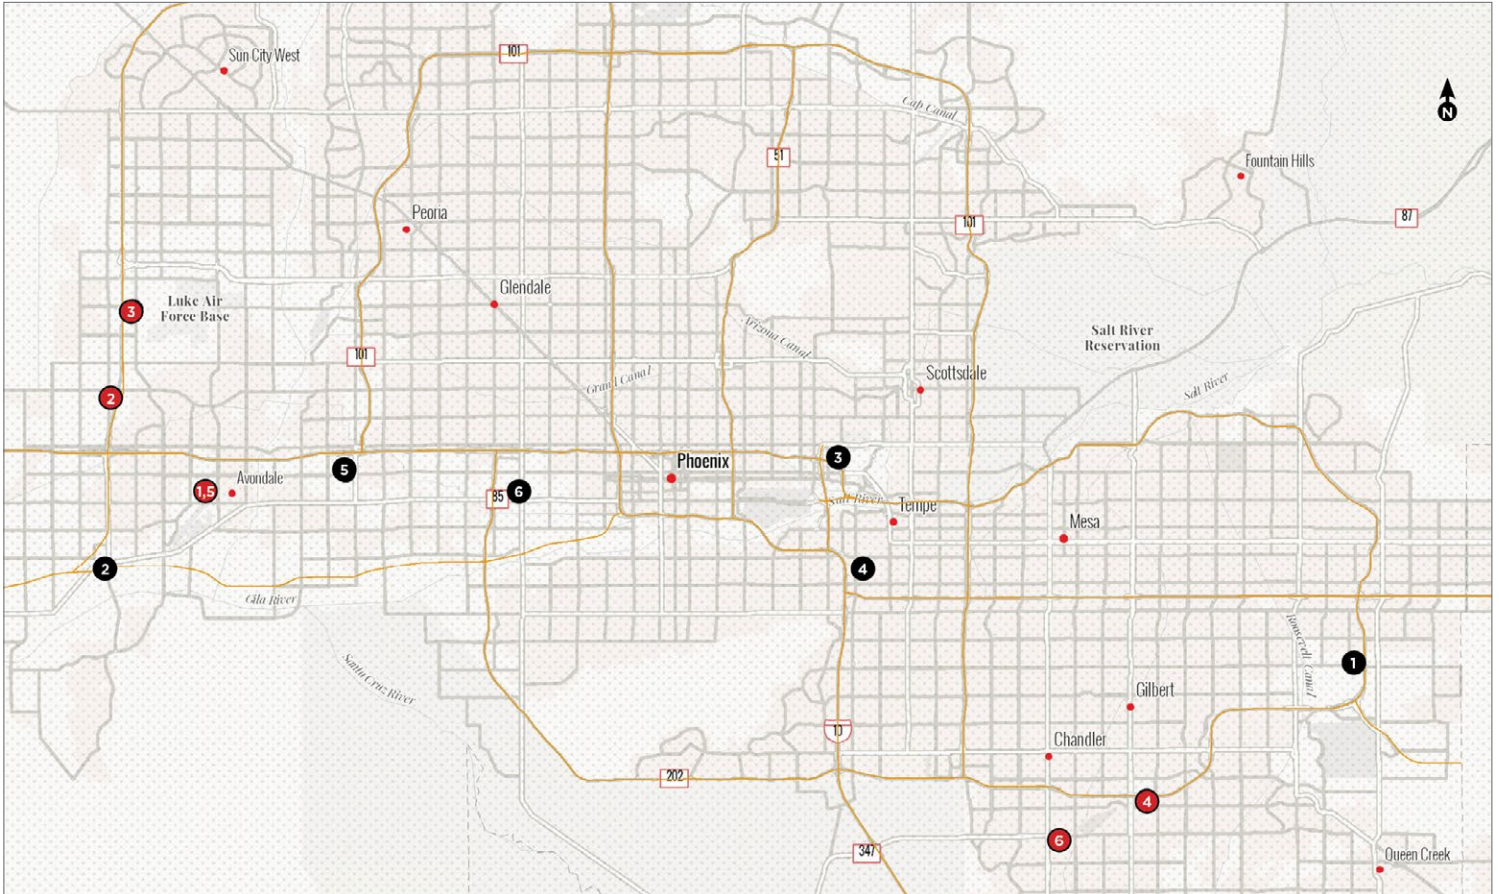 Sun City West
101
Cap Canal
N
51
Fountain Hills
Peoria
87
101
Glendale
3
Luke Air
Force Base
Arizona Canal
Salt River
Reservation
101
Grand Canal
Scottsdale
Salt River
2
3
Phoenix
5
Avondale
1,5
85
6
Salt River
Tempe
Mesa
2
4
Gila River
Roosevelt Canal
Santa Cruz River
1
Gilbert
10
Chandler
202
4
6
347
Queen Creek